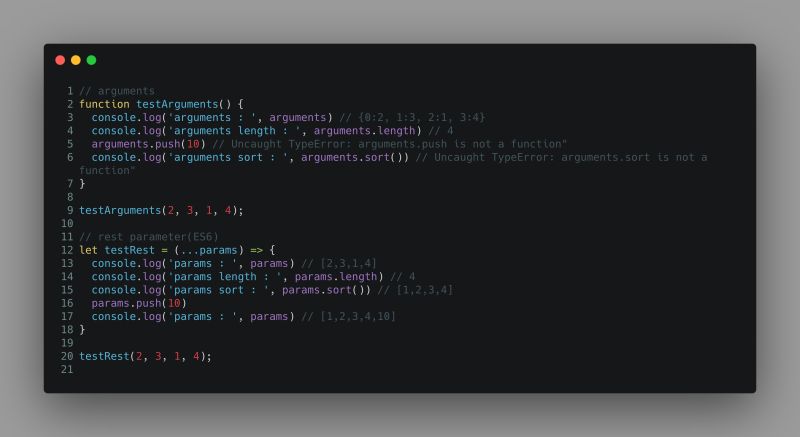 1 // arguments
2 function testArguments() {
3   console.log('arguments : ', arguments) // {0:2, 1:3, 2:1, 3:4}
4   console.log('arguments length : ', arguments.length) // 4
5   arguments.push(10) // Uncaught TypeError: arguments.push is not a function"
6   console.log('arguments sort : ', arguments.sort()) // Uncaught TypeError: arguments.sort is not a
function"
7 }
8
9 testArguments(2, 3, 1, 4);
10
11 // rest parameter(ES6)
12 let testRest = (...params) => {
13   console.log('params : ', params) // [2,3,1,4]
14   console.log('params length : ', params.length) // 4
15   console.log('params sort : ', params.sort()) // [1,2,3,4]
16   params.push(10)
17   console.log('params : ', params) // [1,2,3,4,10]
18 }
19
20 testRest(2, 3, 1, 4);
21